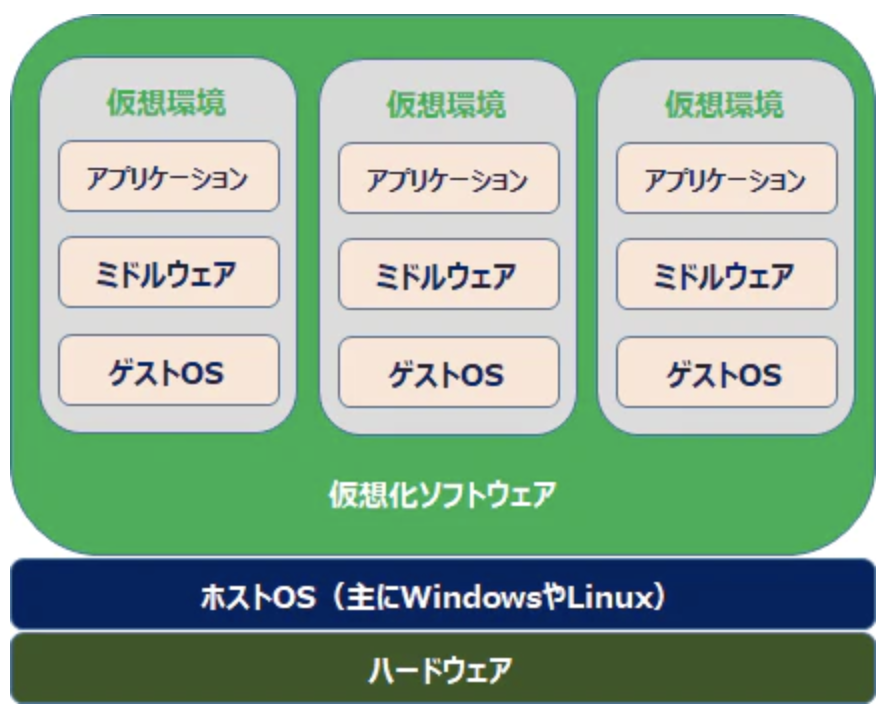 仮想環境
アプリケーション
ミドルウェア
ゲストOS
仮想環境
アプリケーション
ミドルウェア
ゲストOS
仮想環境
アプリケーション
ミドルウェア
ゲストOS
仮想化ソフトウェア
ホストOS（主にWindowsやLinux）
ハードウェア